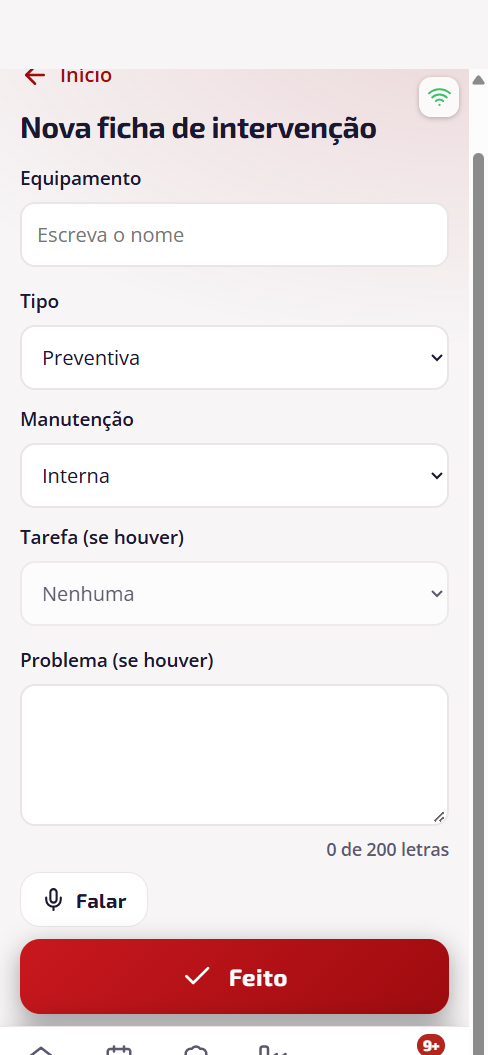 Início
Nova ficha de intervenção
Equipamento
Escreva o nome
Tipo
Preventiva
Manutenção
Interna
Tarefa (se houver)
Nenhuma
Problema (se houver)
0 de 200 letras
Falar
Feito
9+